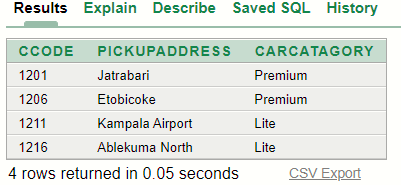 Results Explain Describe Saved SQL History
CCODE PICKUPADDRESS CARCATAGORY
1201 Jatrabari Premium
1206 Etobicoke Premium
1211 Kampala Airport Lite
1216 Ablekuma North Lite
4 rows returned in 0.05 seconds CSV Export